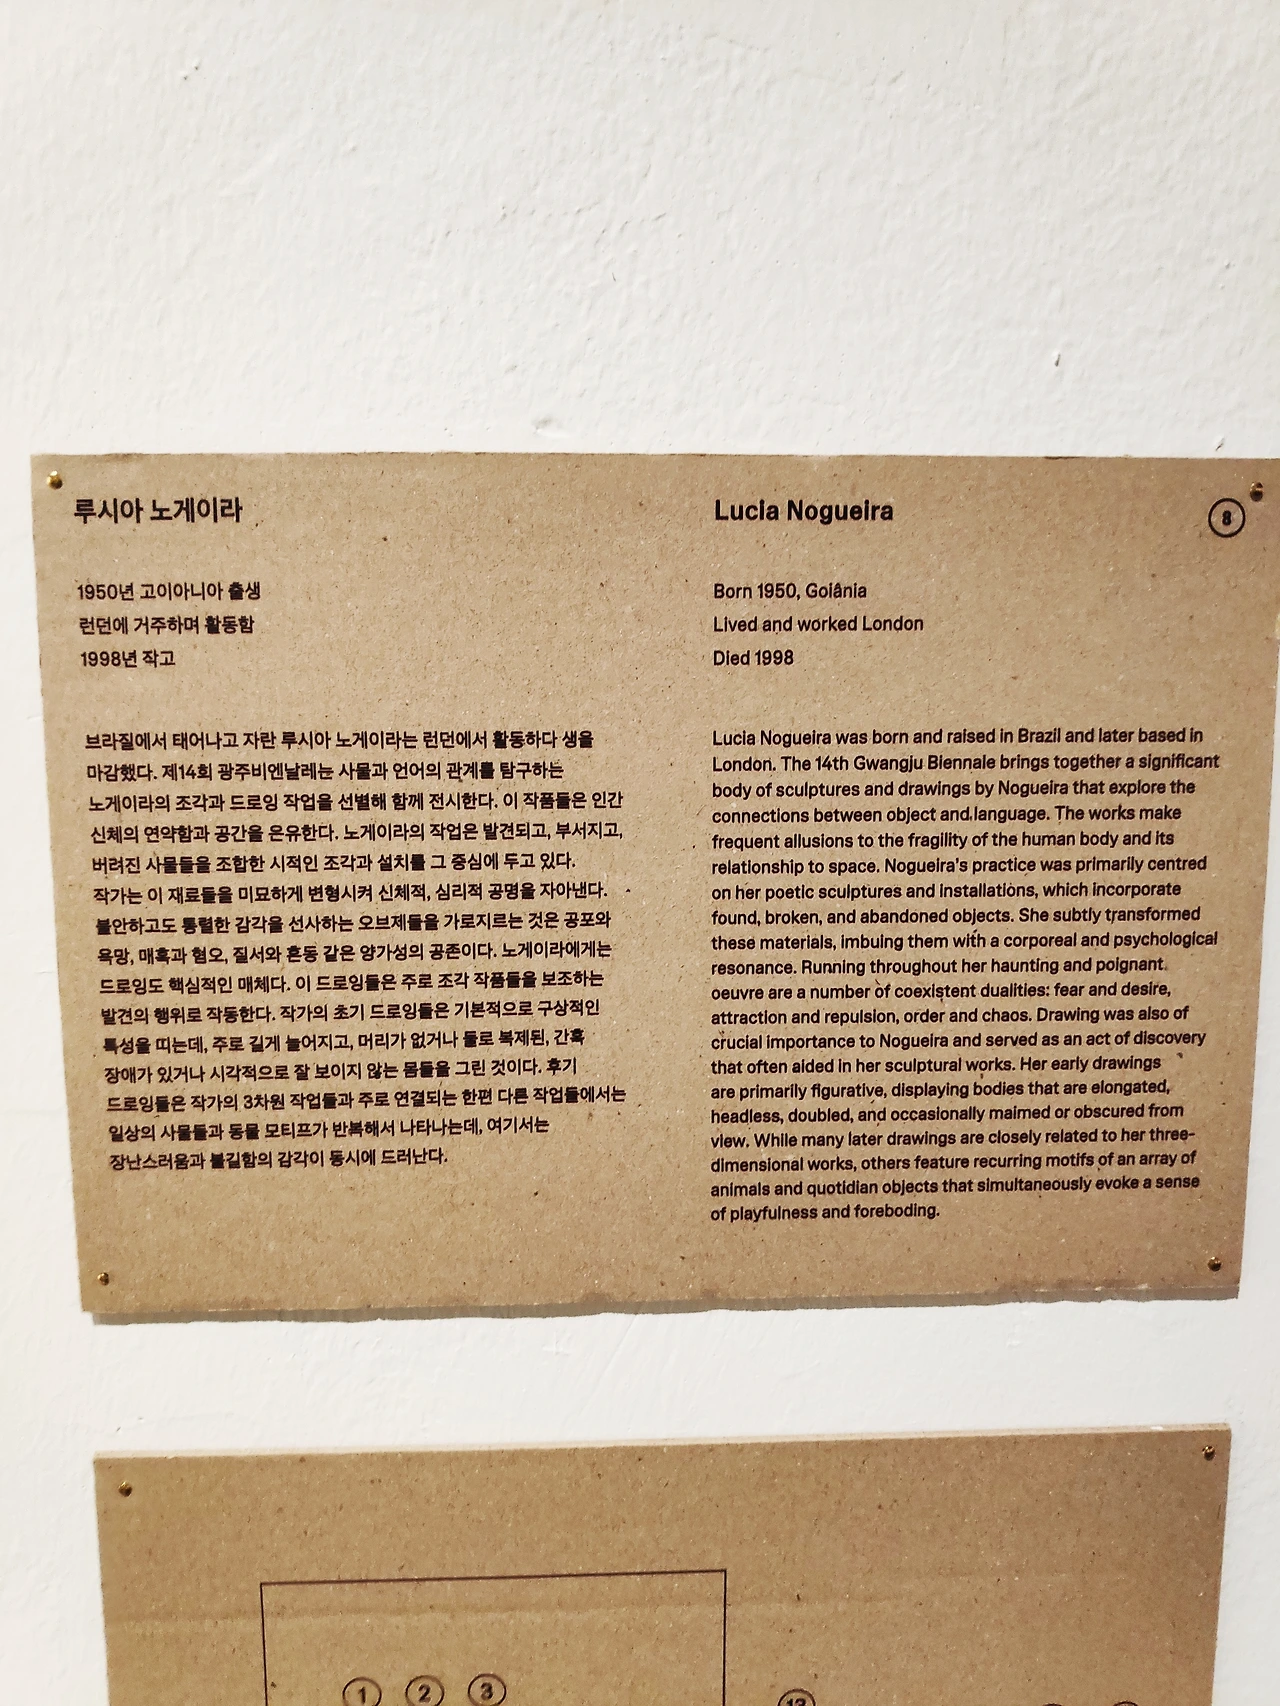 루시아 노게이라
1950년 고이아니아 출생
런던에 거주하며 활동함
1998년 작고
브라질에서 태어나고 자란 루시아 노게이라는 런던에서 활동하다 생을
마감했다. 제14회 광주비엔날레는 사물과 언어의 관계를 탐구하는
노게이라의 조각과 드로잉 작업을 선별해 함께 전시한다. 이 작품들은 인간
신체의 연약함과 공간을 은유한다. 노게이라의 작업은 발견되고, 부서지고,
버려진 사물들을 조합한 시적인 조각과 설치를 그 중심에 두고 있다.
작가는 이 재료들을 미묘하게 변형시켜 신체적, 심리적 공명을 자아낸다.
불안하고도 통렬한 감각을 선사하는 오브제들을 가로지르는 것은 공포와
욕망, 매혹과 혐오, 질서와 혼동 같은 양가성의 공존이다. 노게이라에게는
드로잉도 핵심적인 매체다. 이 드로잉들은 주로 조각 작품들을 보조하는
발견의 행위로 작동한다. 작가의 초기 드로잉들은 기본적으로 구상적인
특성을 띠는데, 주로 길게 늘어지고, 머리가 없거나 둘로 복제된, 간혹
장애가 있거나 시각적으로 잘 보이지 않는 몸들을 그린 것이다. 후기
드로잉들은 작가의 3차원 작업들과 주로 연결되는 한편 다른 작업들에서는
일상의 사물들과 동물 모티프가 반복해서 나타나는데, 여기서는
장난스러움과 불길함의 감각이 동시에 드러난다.
Lucia Nogueira
8
Born 1950, Goiânia
Lived and worked London
Died 1998
Lucia Nogueira was born and raised in Brazil and later based in
London. The 14th Gwangju Biennale brings together a significant
body of sculptures and drawings by Nogueira that explore the
connections between object and language. The works make
frequent allusions to the fragility of the human body and its
relationship to space. Nogueira's practice was primarily centred
on her poetic sculptures and installations, which incorporate
found, broken, and abandoned objects. She subtly transformed
these materials, imbuing them with a corporeal and psychological
resonance. Running throughout her haunting and poignant
oeuvre are a number of coexistent dualities: fear and desire,
attraction and repulsion, order and chaos. Drawing was also of
crucial importance to Nogueira and served as an act of discovery
that often aided in her sculptural works. Her early drawings
are primarily figurative, displaying bodies that are elongated,
headless, doubled, and occasionally maimed or obscured from
view. While many later drawings are closely related to her three-
dimensional works, others feature recurring motifs of an array of
animals and quotidian objects that simultaneously evoke a sense
of playfulness and foreboding.
1 2 3